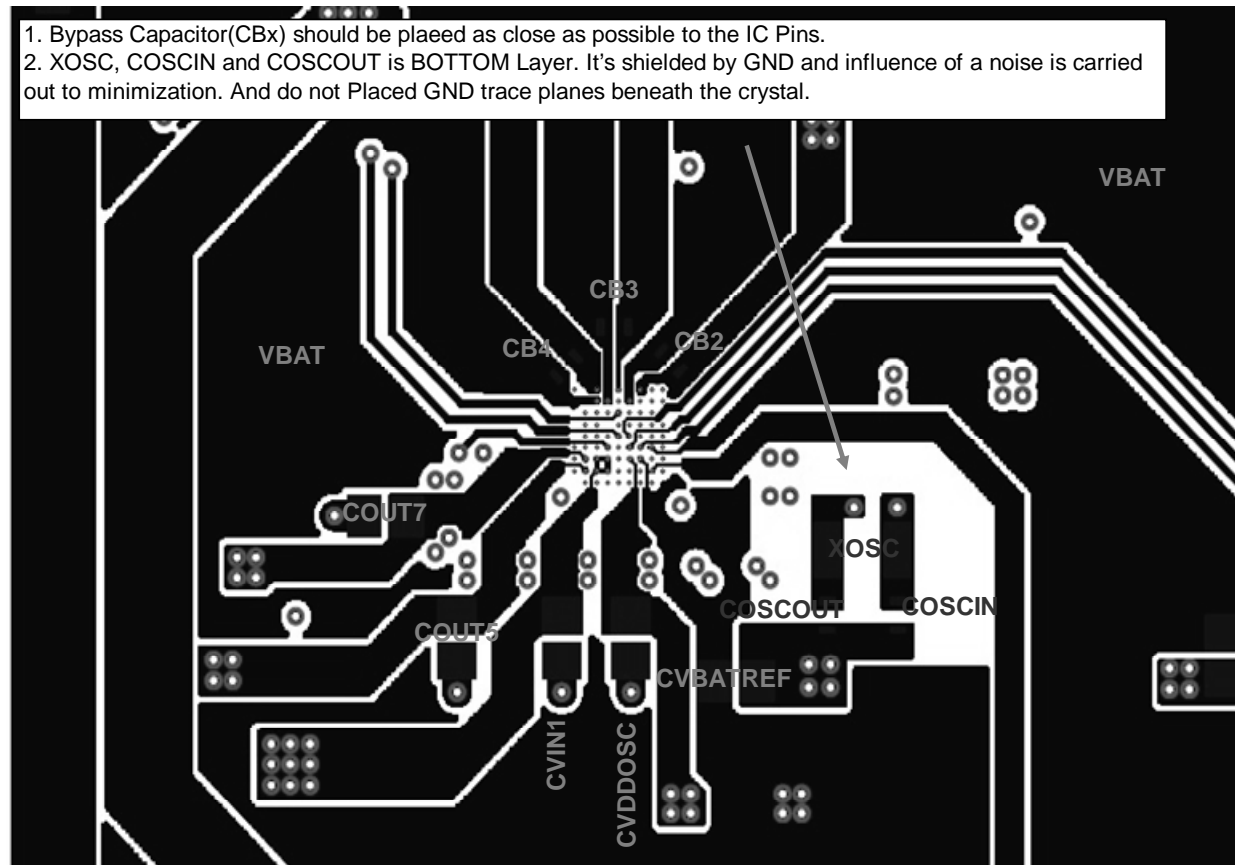 1. Bypass Capacitor(CBx) should be plaeed as close as possible to the IC Pins.
2. XOSC, COSCIN and COSCOUT is BOTTOM Layer. It's shielded by GND and influence of a noise is carried
out to minimization. And do not Placed GND trace planes beneath the crystal.
VBAT
CB3
CB4
CB2
VBAT
COUT7
XOSC
COSCOUT
COSCIN
COUT5
CVBATREF
CVIN1
CVDDOSC